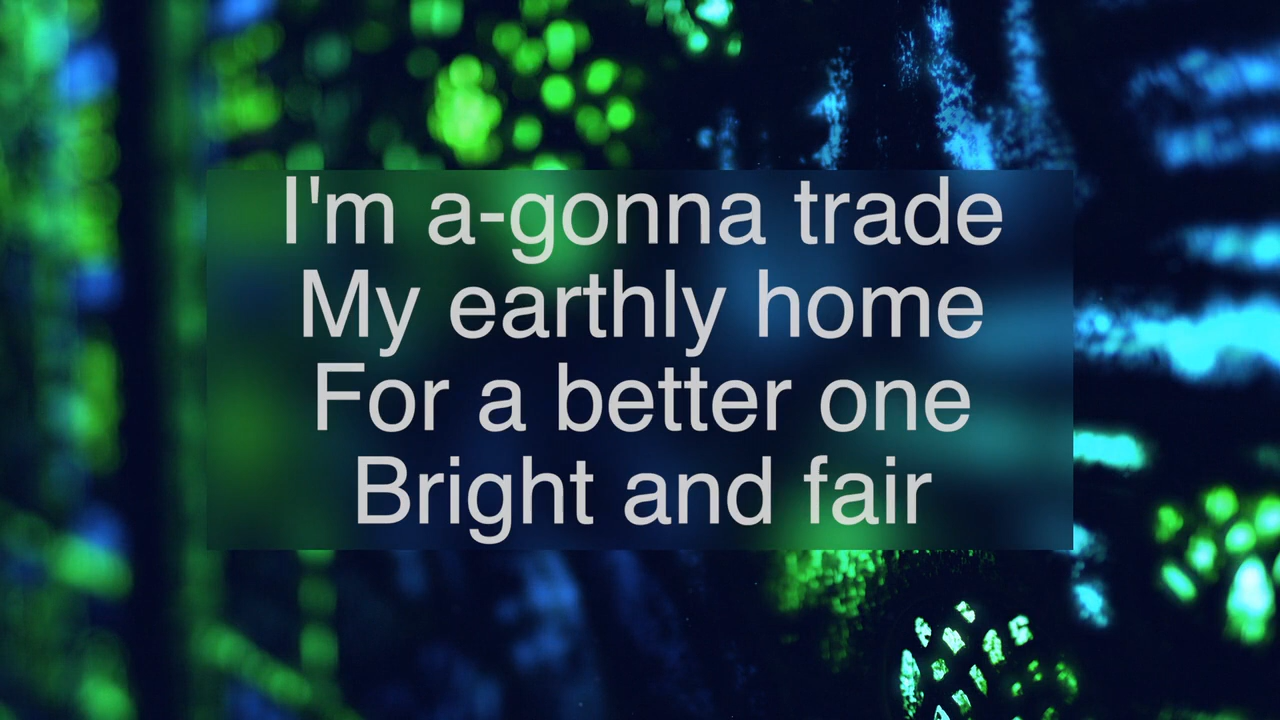 I'm a-gonna trade
My earthly home
For a better one
Bright and fair